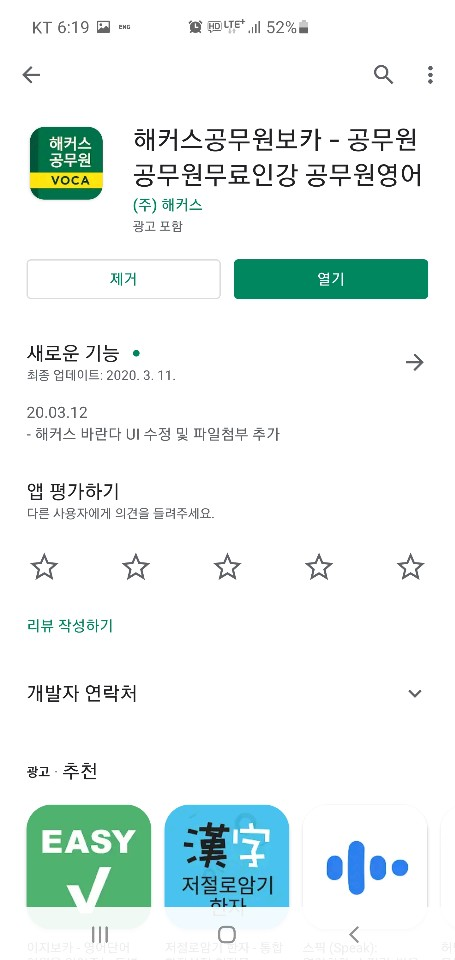 KT 6:19 ENG HD LTE+ 52%
해커스
공무원
VOCA
해커스공무원보카 - 공무원
공무원무료인강 공무원영어
(주) 해커스
광고 포함
제거
열기
새로운 기능
최종 업데이트: 2020. 3. 11.
20.03.12
- 해커스 바란다 UI 수정 및 파일첨부 추가
앱 평가하기
다른 사용자에게 의견을 들려주세요.
리뷰 작성하기
개발자 연락처
광고 · 추천
EASY
漢字
저절로암기
한자
이지보카 - 영어단어
저절로암기 한자 - 통합
스픽 (Speak):